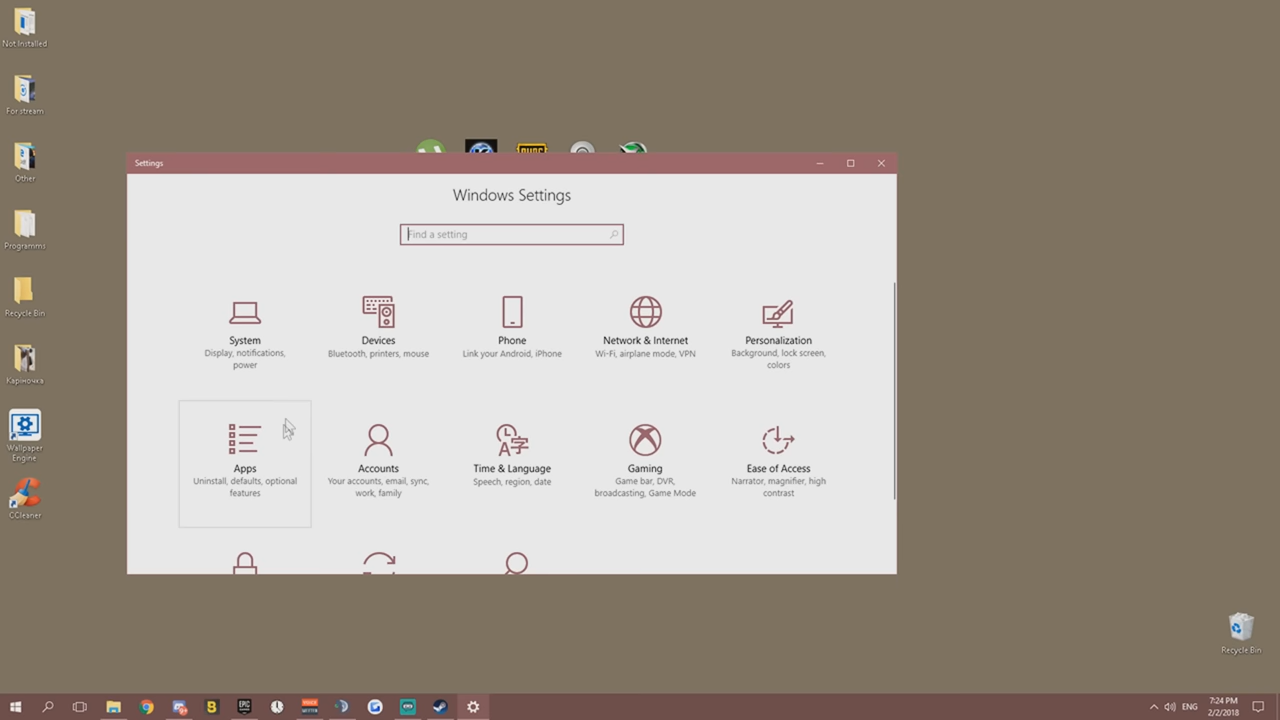 Not Installed
For stream
Other
Programms
Recycle Bin
Каріночка
Wallpaper
Engine
CCleaner
Settings
Windows Settings
Find a setting
System
Display, notifications,
power
Devices
Bluetooth, printers, mouse
Phone
Link your Android, iPhone
Network & Internet
Wi-Fi, airplane mode, VPN
Personalization
Background, lock screen,
colors
Apps
Uninstall, defaults, optional
features
Accounts
Your accounts, email, sync,
work, family
Time & Language
Speech, region, date
Gaming
Game bar, DVR,
broadcasting, Game Mode
Ease of Access
Narrator, magnifier, high
contrast
Recycle Bin
EPIC
ENG
7:24 PM
2/2/2018